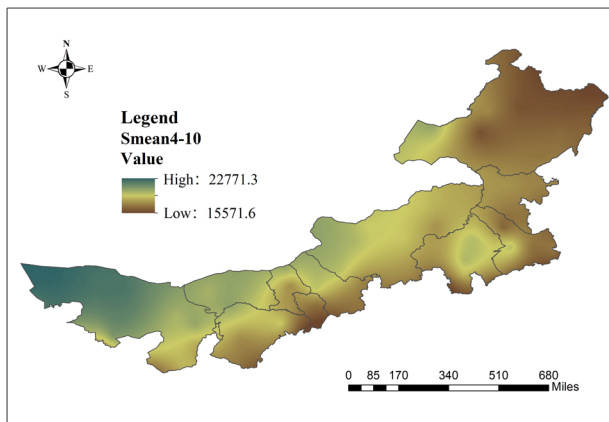 N
W E
S
Legend
Smean4-10
Value
High： 22771.3
Low： 15571.6
0 85 170 340 510 680
Miles